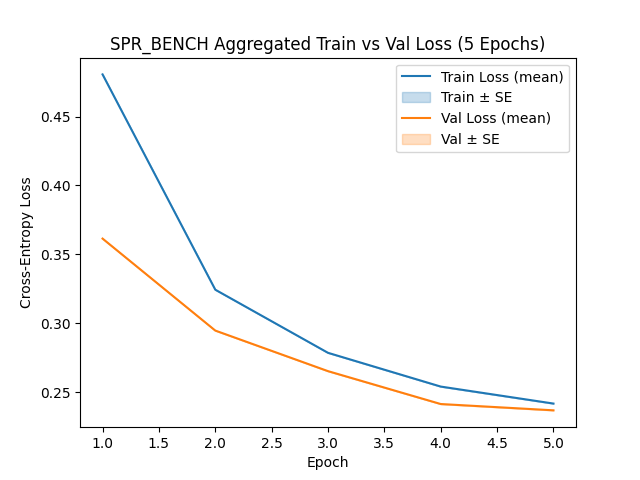 SPR_BENCH Aggregated Train vs Val Loss (5 Epochs)
Train Loss (mean)
Train ± SE
Val Loss (mean)
Val ± SE
Cross-Entropy Loss
0.45
0.40
0.35
0.30
0.25
1.0 1.5 2.0 2.5 3.0 3.5 4.0 4.5 5.0
Epoch